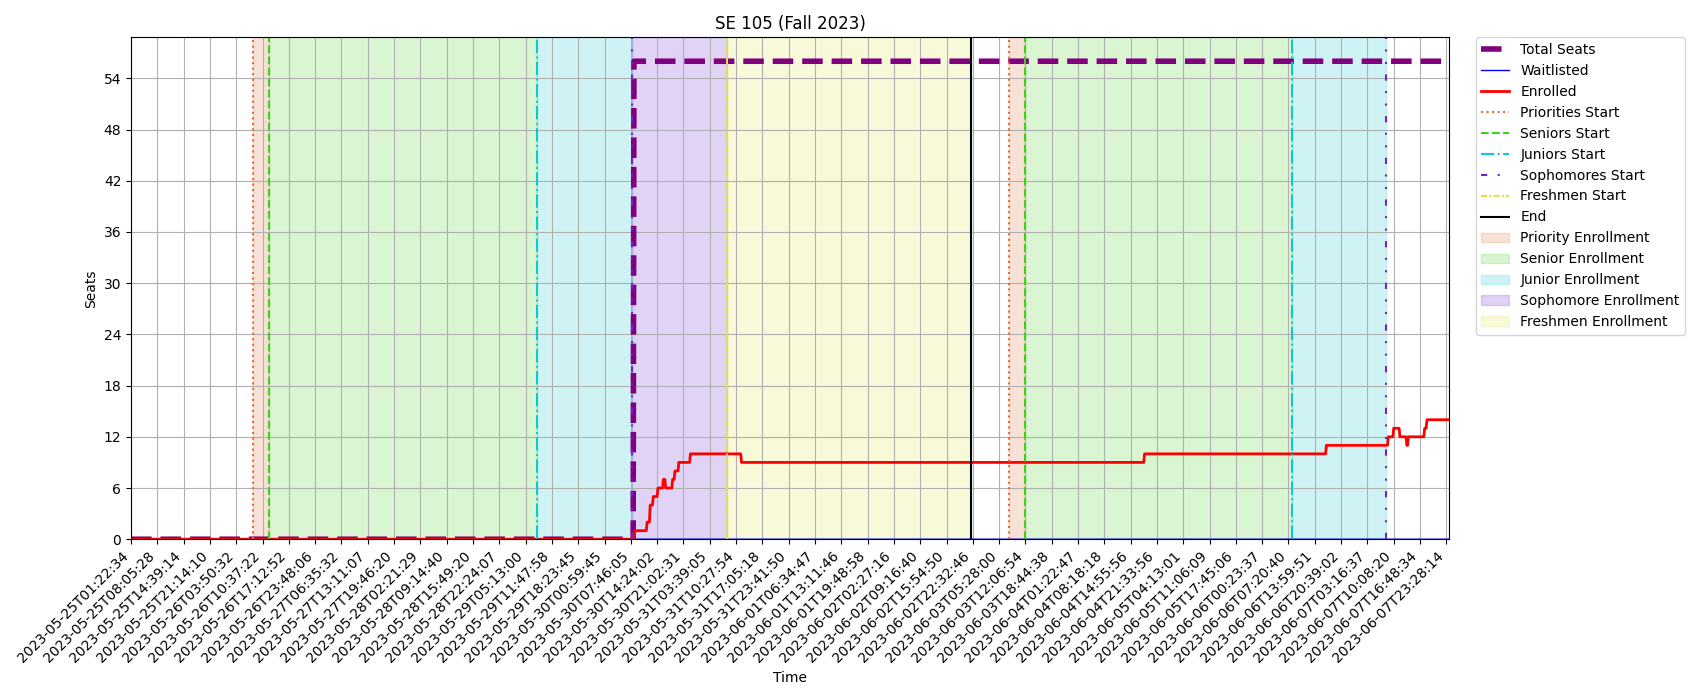 SE 105 (Fall 2023)
Seats
54
48
42
36
30
24
18
12
6
0
2023-05-25T01:22:34
2023-05-25T08:05:28
2023-05-25T14:39:14
2023-05-25T21:14:10
2023-05-26T03:50:32
2023-05-26T10:37:22
2023-05-26T17:12:52
2023-05-26T23:48:06
2023-05-27T06:35:32
2023-05-27T13:11:07
2023-05-27T19:46:20
2023-05-28T02:21:29
2023-05-28T09:14:40
2023-05-28T15:49:20
2023-05-28T22:24:07
2023-05-29T05:13:00
2023-05-29T11:47:58
2023-05-29T18:23:45
2023-05-30T00:59:45
2023-05-30T07:46:05
2023-05-30T14:24:02
2023-05-30T21:02:31
2023-05-31T03:39:05
2023-05-31T10:27:54
2023-05-31T17:05:18
2023-05-31T23:41:50
2023-06-01T06:34:47
2023-06-01T13:11:46
2023-06-01T19:48:58
2023-06-02T02:27:16
2023-06-02T09:16:40
2023-06-02T15:54:50
2023-06-02T22:32:46
2023-06-03T05:28:00
2023-06-03T12:06:54
2023-06-03T18:44:38
2023-06-04T01:22:47
2023-06-04T08:18:18
2023-06-04T14:55:56
2023-06-04T21:33:56
2023-06-05T04:13:01
2023-06-05T11:06:09
2023-06-05T17:45:06
2023-06-06T00:23:37
2023-06-06T07:20:40
2023-06-06T13:59:51
2023-06-06T20:39:02
2023-06-07T03:16:37
2023-06-07T10:08:20
2023-06-07T16:48:34
2023-06-07T23:28:14
Time
Total Seats
Waitlisted
Enrolled
Priorities Start
Seniors Start
Juniors Start
Sophomores Start
Freshmen Start
End
Priority Enrollment
Senior Enrollment
Junior Enrollment
Sophomore Enrollment
Freshmen Enrollment